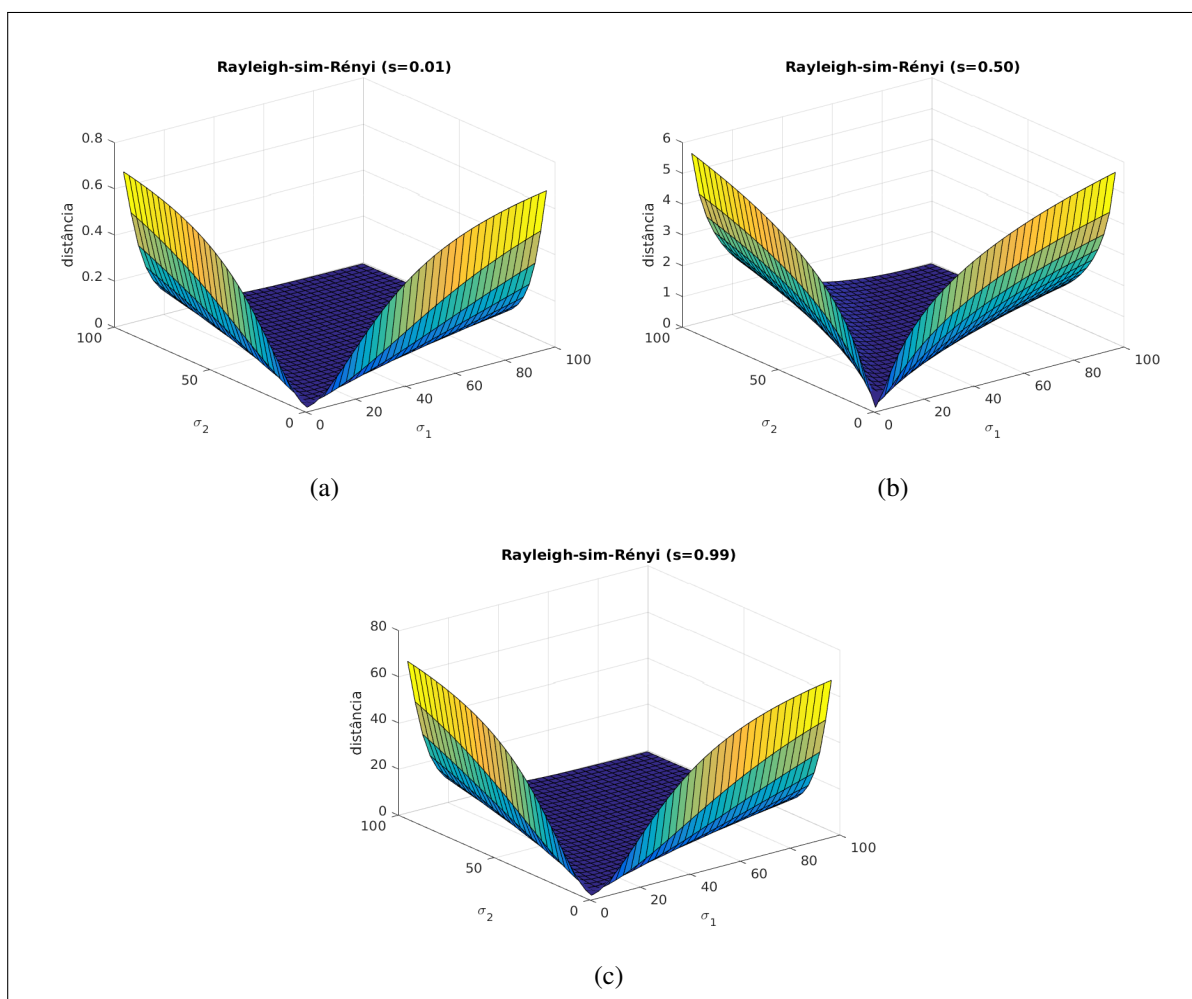 Rayleigh-sim-Rényi (s=0.01)
0.8
0.6
0.4
0.2
0
distância
100
50
0
σ2
0
20
40
60
80
100
σ1
(a)
Rayleigh-sim-Rényi (s=0.50)
6
5
4
3
2
1
0
distância
100
50
0
σ2
0
20
40
60
80
100
σ1
(b)
Rayleigh-sim-Rényi (s=0.99)
80
60
40
20
0
distância
100
50
0
σ2
0
20
40
60
80
100
σ1
(c)